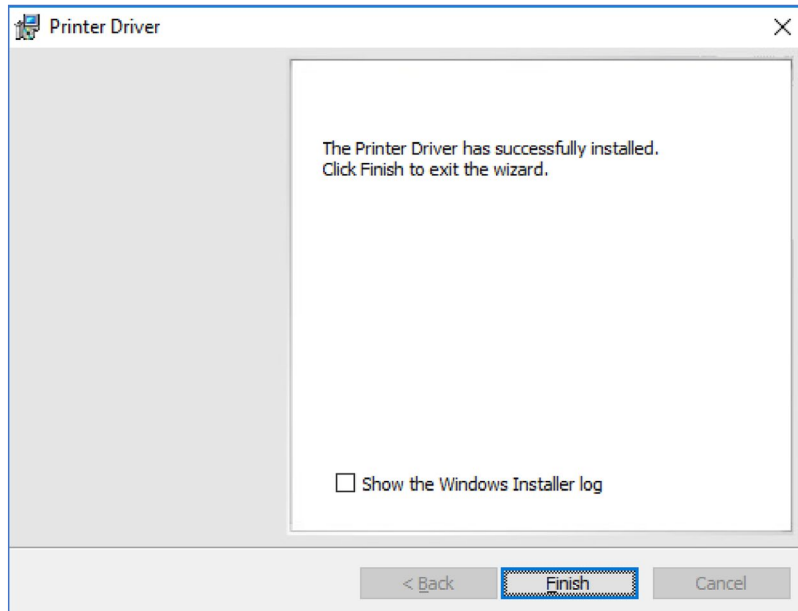 Printer Driver
The Printer Driver has successfully installed.
Click Finish to exit the wizard.
Show the Windows Installer log
< Back
Finish
Cancel